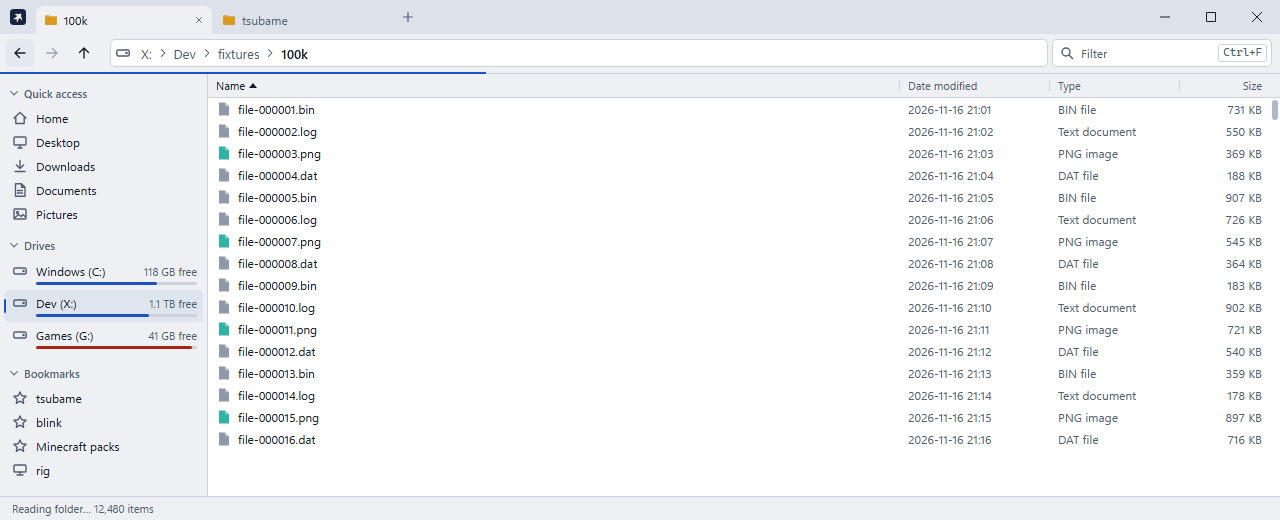 100k
tsubame
X: Dev fixtures 100k
Filter Ctrl+F
Quick access
Home
Desktop
Downloads
Documents
Pictures
Drives
Windows (C:) 118 GB free
Dev (X:) 1.1 TB free
Games (G:) 41 GB free
Bookmarks
tsubame
blink
Minecraft packs
rig
Name Date modified Type Size
file-000001.bin 2026-11-16 21:01 BIN file 731 KB
file-000002.log 2026-11-16 21:02 Text document 550 KB
file-000003.png 2026-11-16 21:03 PNG image 369 KB
file-000004.dat 2026-11-16 21:04 DAT file 188 KB
file-000005.bin 2026-11-16 21:05 BIN file 907 KB
file-000006.log 2026-11-16 21:06 Text document 726 KB
file-000007.png 2026-11-16 21:07 PNG image 545 KB
file-000008.dat 2026-11-16 21:08 DAT file 364 KB
file-000009.bin 2026-11-16 21:09 BIN file 183 KB
file-000010.log 2026-11-16 21:10 Text document 902 KB
file-000011.png 2026-11-16 21:11 PNG image 721 KB
file-000012.dat 2026-11-16 21:12 DAT file 540 KB
file-000013.bin 2026-11-16 21:13 BIN file 359 KB
file-000014.log 2026-11-16 21:14 Text document 178 KB
file-000015.png 2026-11-16 21:15 PNG image 897 KB
file-000016.dat 2026-11-16 21:16 DAT file 716 KB
Reading folder... 12,480 items